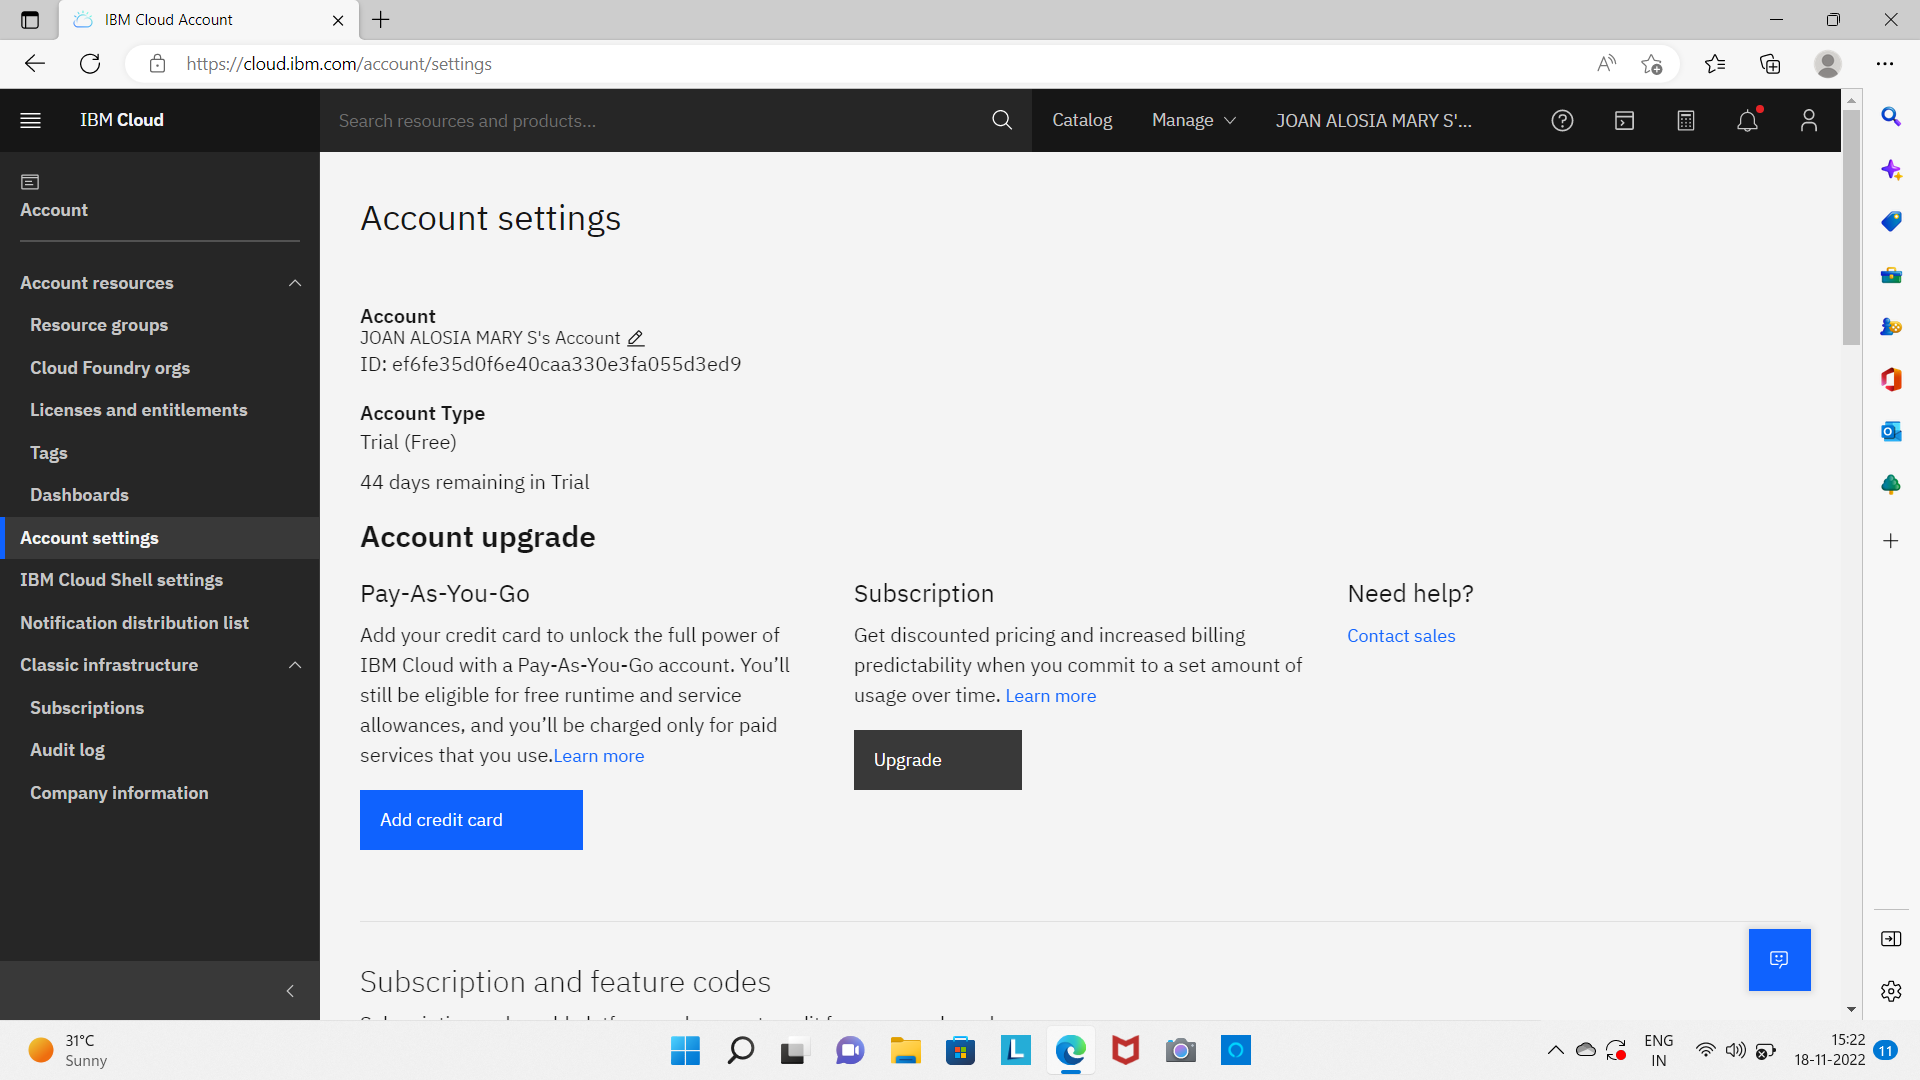 IBM Cloud Account
https://cloud.ibm.com/account/settings
IBM Cloud
Search resources and products...
Catalog
Manage
JOAN ALOSIA MARY S'...
Account
Account resources
Resource groups
Cloud Foundry orgs
Licenses and entitlements
Tags
Dashboards
Account settings
IBM Cloud Shell settings
Notification distribution list
Classic infrastructure
Subscriptions
Audit log
Company information
Account settings
Account
JOAN ALOSIA MARY S's Account
ID: ef6fe35d0f6e40caa330e3fa055d3ed9
Account Type
Trial (Free)
44 days remaining in Trial
Account upgrade
Pay-As-You-Go
Add your credit card to unlock the full power of
IBM Cloud with a Pay-As-You-Go account. You’ll
still be eligible for free runtime and service
allowances, and you’ll be charged only for paid
services that you use.Learn more
Add credit card
Subscription
Get discounted pricing and increased billing
predictability when you commit to a set amount of
usage over time. Learn more
Upgrade
Need help?
Contact sales
Subscription and feature codes
31°C
Sunny
ENG
IN
15:22
18-11-2022
11